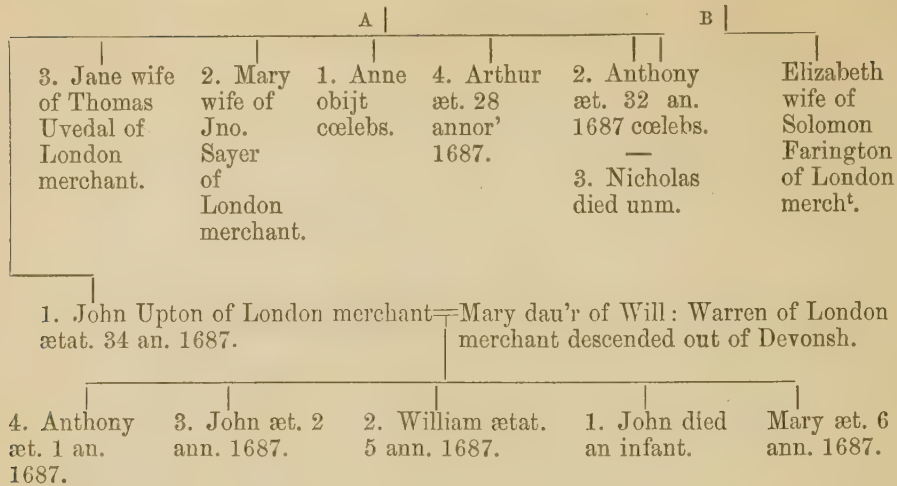 A B
3. Jane wife
of Thomas
Uvedal of
London
merchant.
2. Mary
wife of
Jno.
Sayer
of
London
merchant.
1. Anne
obijt
cœlebs.
4. Arthur
æt. 28
annor'
1687.
2. Anthony
æt. 32 an.
1687 cœlebs.
—
3. Nicholas
died unm.
Elizabeth
wife of
Solomon
Farington
of London
mercht.
1. John Upton of London merchant=
ætat. 34 an. 1687.
Mary dau'r of Will: Warren of London
merchant descended out of Devonsh.
4. Anthony
æt. 1 an.
1687.
3. John æt. 2
ann. 1687.
2. William ætat.
5 ann. 1687.
1. John died
an infant.
Mary æt. 6
ann. 1687.